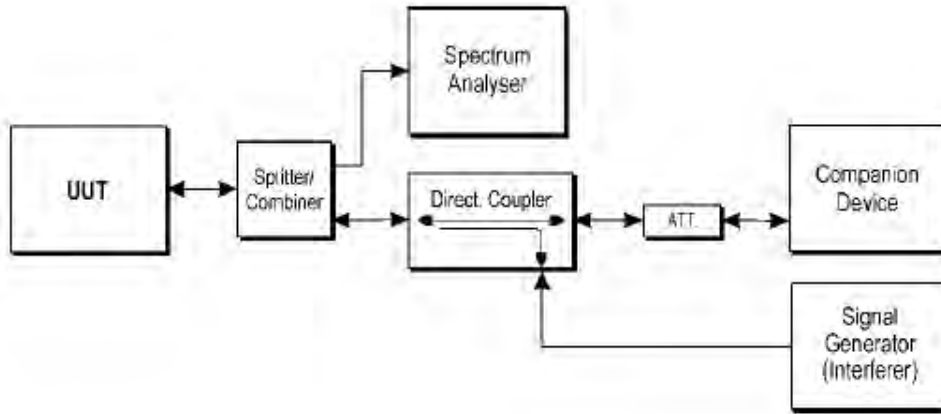 Spectrum
Analyser
UUT
Splitter/
Combiner
Direct. Coupler
ATT.
Companion
Device
Signal
Generator
(Interferer)